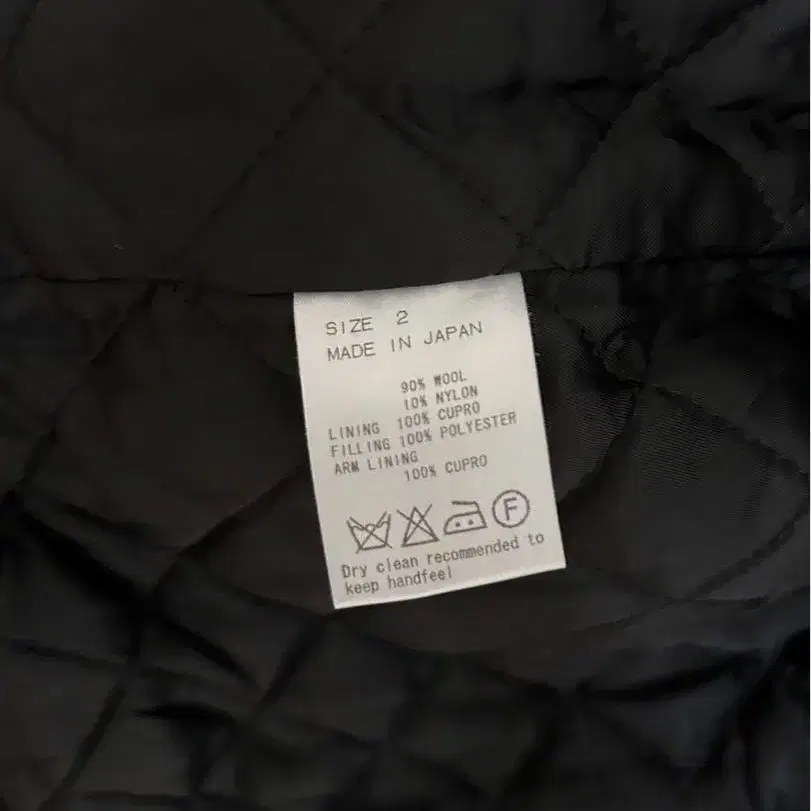 SIZE 2
MADE IN JAPAN
90% WOOL
10% NYLON
LINING 100% CUPRO
FILLING 100% POLYESTER
ARM LINING
100% CUPRO
F
Dry clean recommended to
keep handfeel